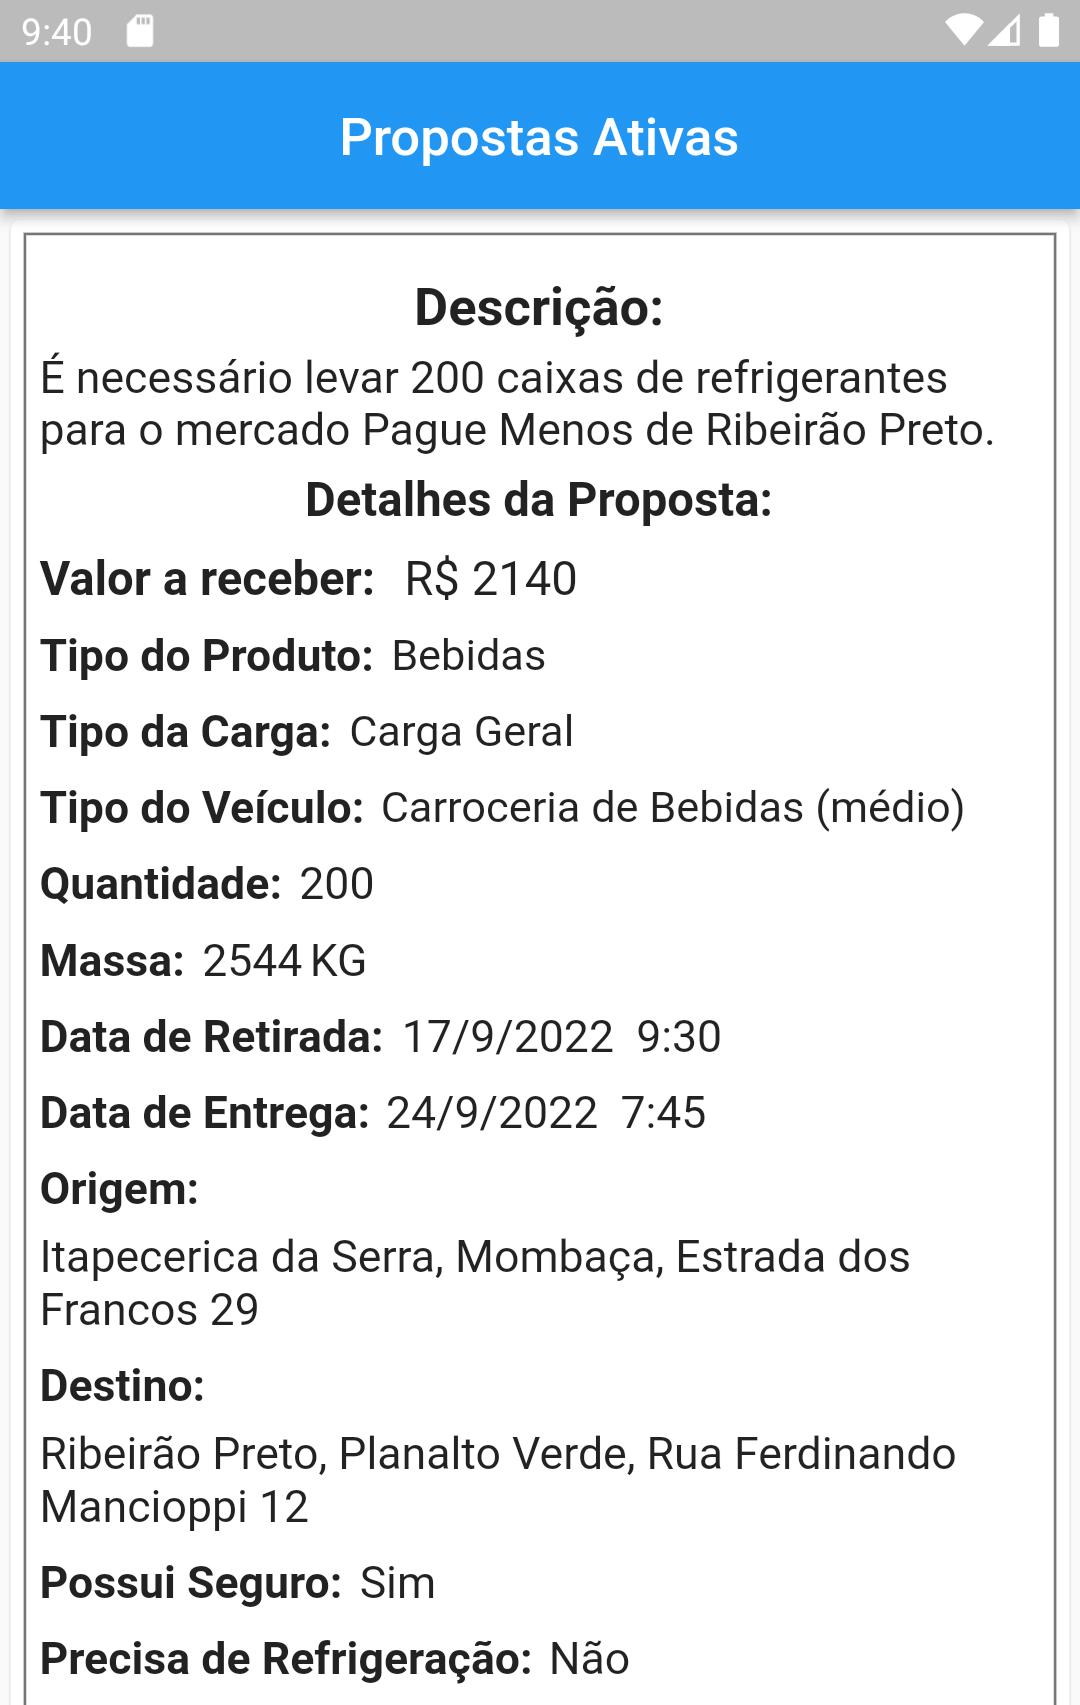 9:40
Propostas Ativas
Descrição:
É necessário levar 200 caixas de refrigerantes
para o mercado Pague Menos de Ribeirão Preto.
Detalhes da Proposta:
Valor a receber: R$ 2140
Tipo do Produto: Bebidas
Tipo da Carga: Carga Geral
Tipo do Veículo: Carroceria de Bebidas (médio)
Quantidade: 200
Massa: 2544 KG
Data de Retirada: 17/9/2022 9:30
Data de Entrega: 24/9/2022 7:45
Origem:
Itapecerica da Serra, Mombaça, Estrada dos
Francos 29
Destino:
Ribeirão Preto, Planalto Verde, Rua Ferdinando
Mancioppi 12
Possui Seguro: Sim
Precisa de Refrigeração: Não